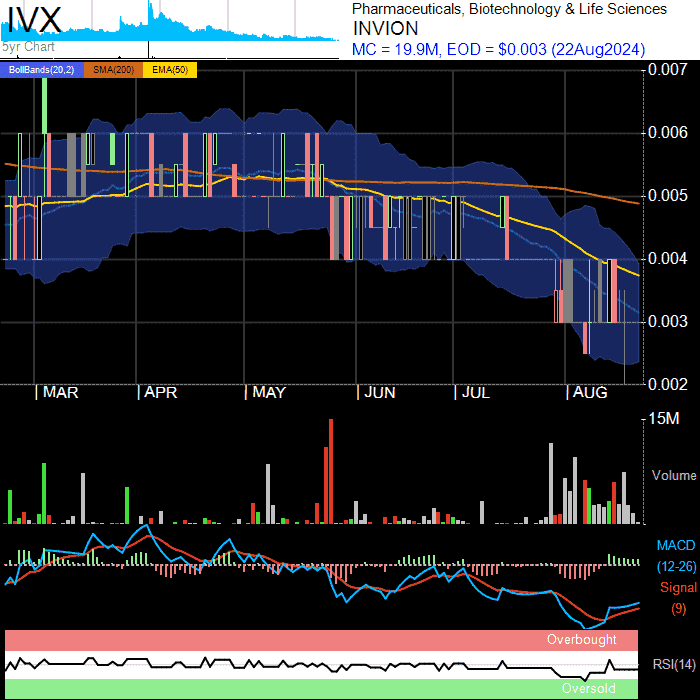 IVX
5yr Chart
Pharmaceuticals, Biotechnology & Life Sciences
INVION
MC = 19.9M, EOD = $0.003 (22Aug2024)
BollBands(20,2) SMA(200) EMA(50)
0.007
0.006
0.005
0.004
0.003
0.002
MAR APR MAY JUN JUL AUG
15M
Volume
MACD
(12-26)
Signal
(9)
Overbought
RSI(14)
Oversold